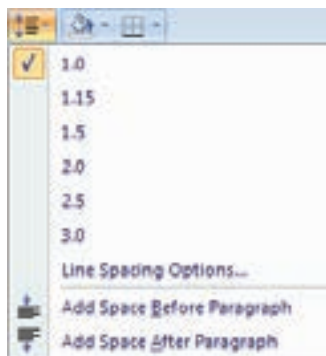 1.0
1.15
1.5
2.0
2.5
3.0
Line Spacing Options...
Add Space Before Paragraph
Add Space After Paragraph